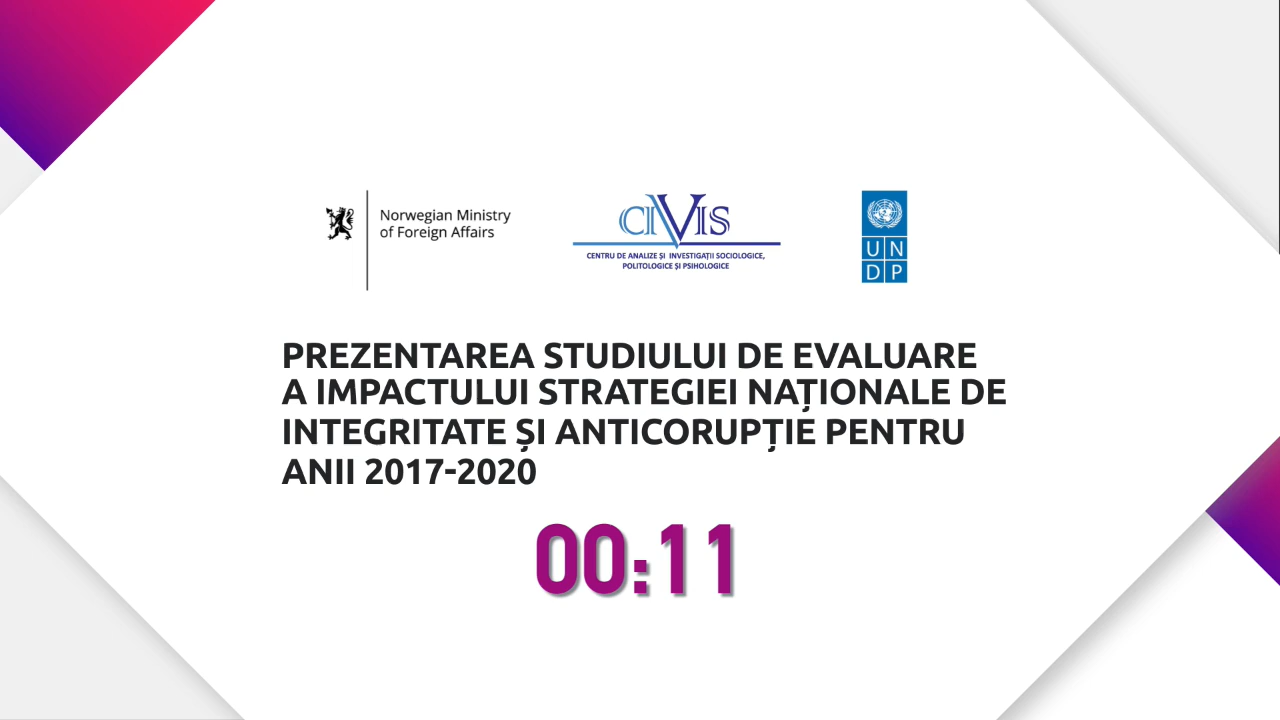 Norwegian Ministry
of Foreign Affairs
CIVIS
CENTRU DE ANALIZE ȘI INVESTIGAȚII SOCIOLOGICE,
POLITOLOGICE ȘI PSIHOLOGICE
U N
D P
PREZENTAREA STUDIULUI DE EVALUARE
A IMPACTULUI STRATEGIEI NAȚIONALE DE
INTEGRITATE ȘI ANTICORUPȚIE PENTRU
ANII 2017-2020
00:11